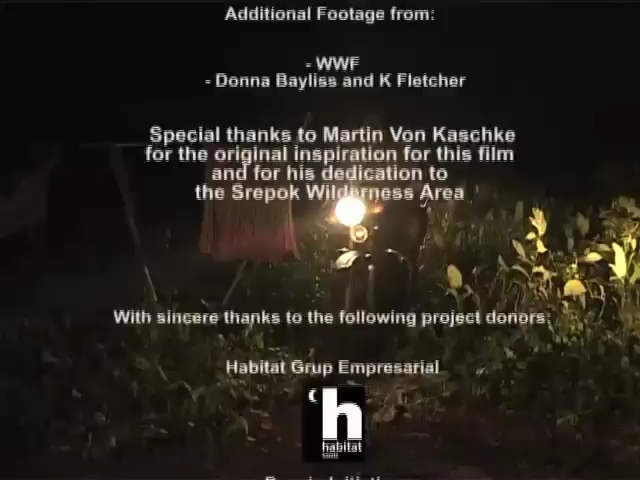 Additional Footage from:
- WWF
- Donna Bayliss and K Fletcher
Special thanks to Martin Von Kaschke
for the original inspiration for this film
and for his dedication to
the Srepok Wilderness Area
With sincere thanks to the following project donors:
Habitat Grup Empresarial
h
habitat